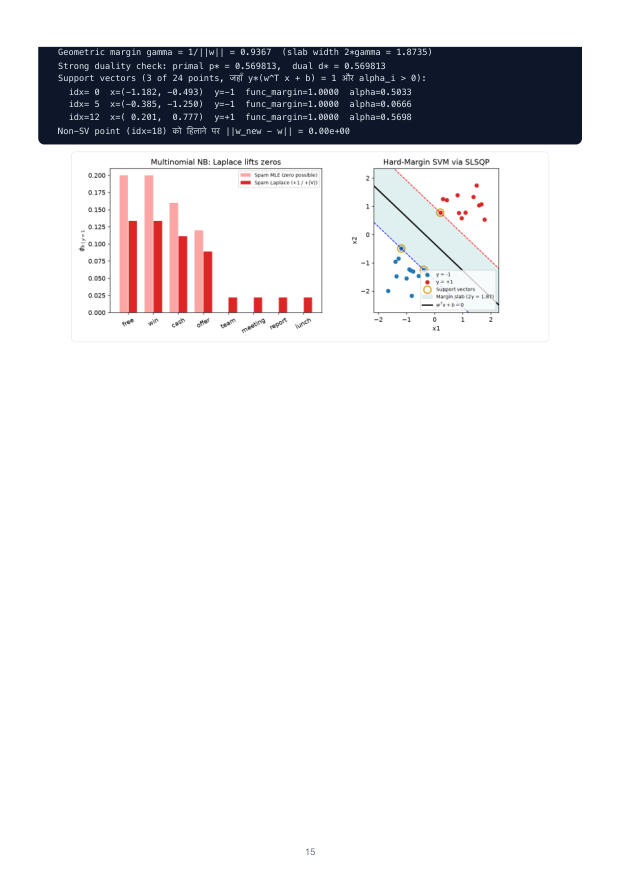 Geometric margin gamma = 1/||w|| = 0.9367  (slab width 2*gamma = 1.8735)
Strong duality check: primal p* = 0.569813,  dual d* = 0.569813
Support vectors (3 of 24 points, जहाँ y*(w^T x + b) = 1 और alpha_i > 0):
idx= 0  x=(-1.182, -0.493)  y=-1  func_margin=1.0000  alpha=0.5033
idx= 5  x=(-0.385, -1.250)  y=-1  func_margin=1.0000  alpha=0.0666
idx=12  x=( 0.201,  0.777)  y=+1  func_margin=1.0000  alpha=0.5698
Non-SV point (idx=18) को हिलाने पर ||w_new - w|| = 0.00e+00
Multinomial NB: Laplace lifts zeros
Spam MLE (zero possible)
Spam Laplace (+1 / +|V|)
0.200
0.175
0.150
0.125
0.100
0.075
0.050
0.025
0.000
free win cash offer team meeting report lunch
Hard-Margin SVM via SLSQP
x2
2
1
0
−1
−2
y = -1
y = +1
Support vectors
Margin slab (2γ = 1.87)
wᵀx + b = 0
−2 −1 0 1 2
x1
15